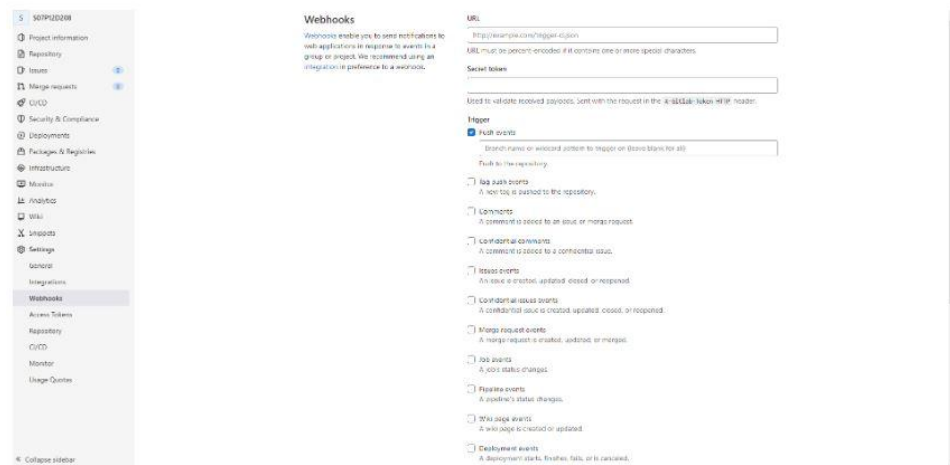 S SOTP12D208
Project information
Repository
Issues 0
Merge requests 0
CI/CD
Security & Compliance
Deployments
Packages & Registries
Infrastructure
Monitor
Analytics
Wiki
Snippets
Settings
General
Integrations
Webhooks
Access Tokens
Repository
CI/CD
Monitor
Usage Quotas
Collapse sidebar
Webhooks
Webhooks enable you to send notifications to
web applications in response to events in a
group or project. We recommend using an
integration in preference to a webhook.
URL
http://example.com/trigger-ci.json
URL must be percent-encoded if it contains one or more special characters.
Secret token
Used to validate received payloads. Sent with the request in the X-Gitlab-Token HTTP header.
Trigger
Push events
Branch name or wildcard pattern to trigger on (leave blank for all)
Push to the repository.
Tag push events
A new tag is pushed to the repository.
Comments
A comment is added to an issue or merge request.
Confidential comments
A comment is added to a confidential issue.
Issues events
An issue is created, updated, closed, or reopened.
Confidential issues events
A confidential issue is created, updated, closed, or reopened.
Merge request events
A merge request is created, updated, or merged.
Job events
A job's status changes.
Pipeline events
A pipeline's status changes.
Wiki page events
A wiki page is created or updated.
Deployment events
A deployment starts, finishes, fails, or is canceled.